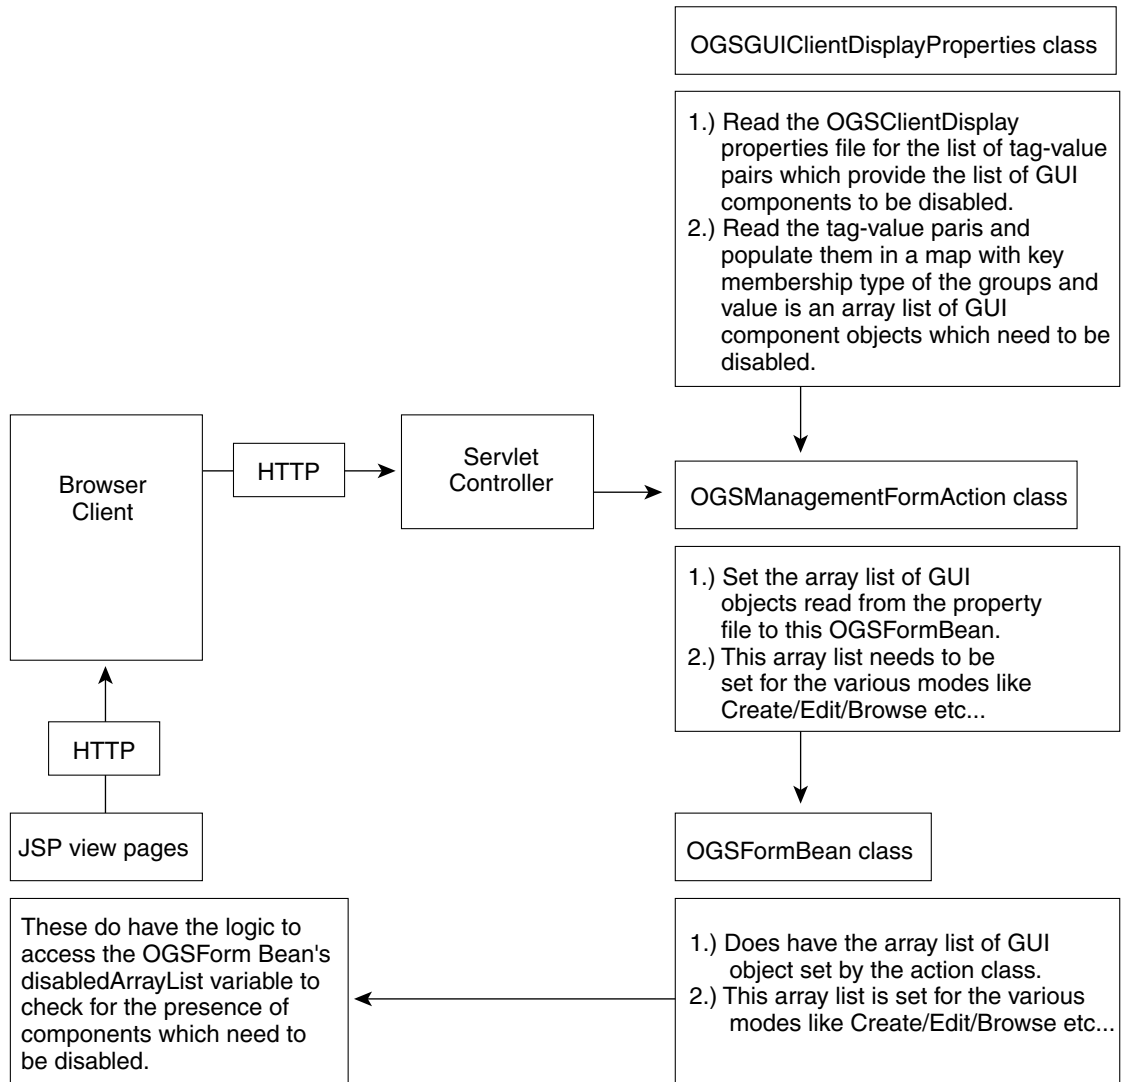 OGSGUIClientDisplayProperties class
1.) Read the OGSClientDisplay
properties file for the list of tag-value
pairs which provide the list of GUI
components to be disabled.
2.) Read the tag-value paris and
populate them in a map with key
membership type of the groups and
value is an array list of GUI
component objects which need to be
disabled.
Browser
Client
HTTP
Servlet
Controller
OGSManagementFormAction class
1.) Set the array list of GUI
objects read from the property
file to this OGSFormBean.
2.) This array list needs to be
set for the various modes like
Create/Edit/Browse etc...
HTTP
JSP view pages
OGSFormBean class
These do have the logic to
access the OGSForm Bean's
disabledArrayList variable to
check for the presence of
components which need to
be disabled.
1.) Does have the array list of GUI
object set by the action class.
2.) This array list is set for the various
modes like Create/Edit/Browse etc...